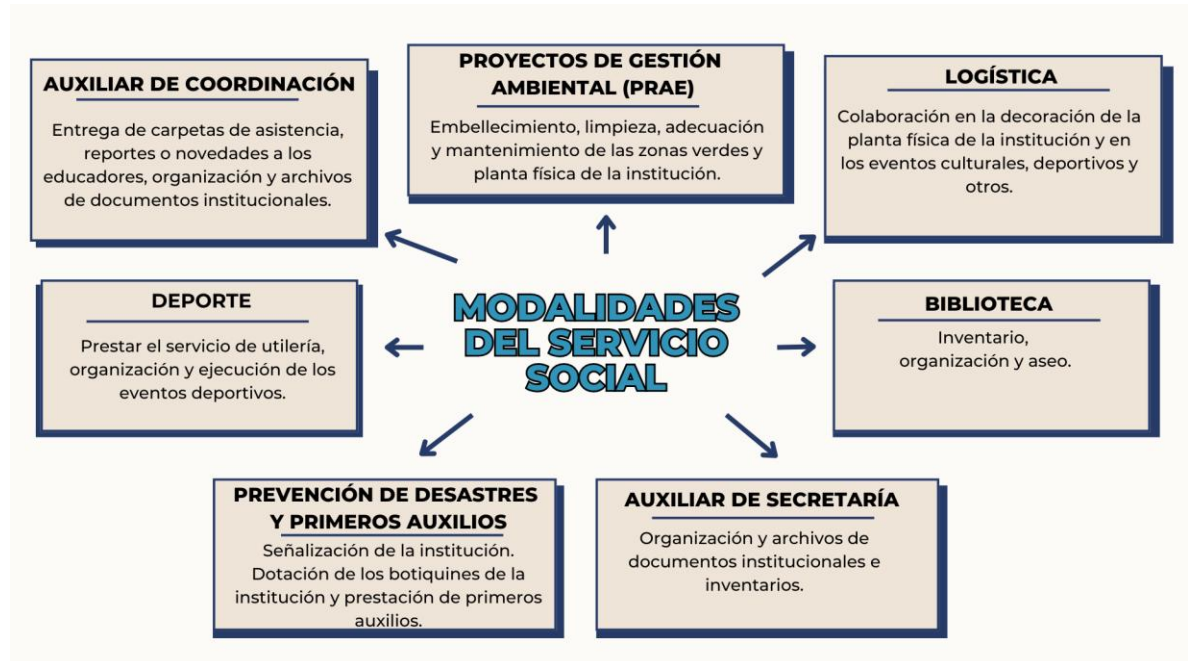 AUXILIAR DE COORDINACIÓN
Entrega de carpetas de asistencia,
reportes o novedades a los
educadores, organización y archivos
de documentos institucionales.
PROYECTOS DE GESTIÓN
AMBIENTAL (PRAE)
Embellecimiento, limpieza, adecuación
y mantenimiento de las zonas verdes y
planta física de la institución.
LOGÍSTICA
Colaboración en la decoración de la
planta física de la institución y en
los eventos culturales, deportivos y
otros.
DEPORTE
Prestar el servicio de utilería,
organización y ejecución de los
eventos deportivos.
MODALIDADES
DEL SERVICIO
SOCIAL
BIBLIOTECA
Inventario,
organización y aseo.
PREVENCIÓN DE DESASTRES
Y PRIMEROS AUXILIOS
Señalización de la institución.
Dotación de los botiquines de la
institución y prestación de primeros
auxilios.
AUXILIAR DE SECRETARÍA
Organización y archivos de
documentos institucionales e
inventarios.